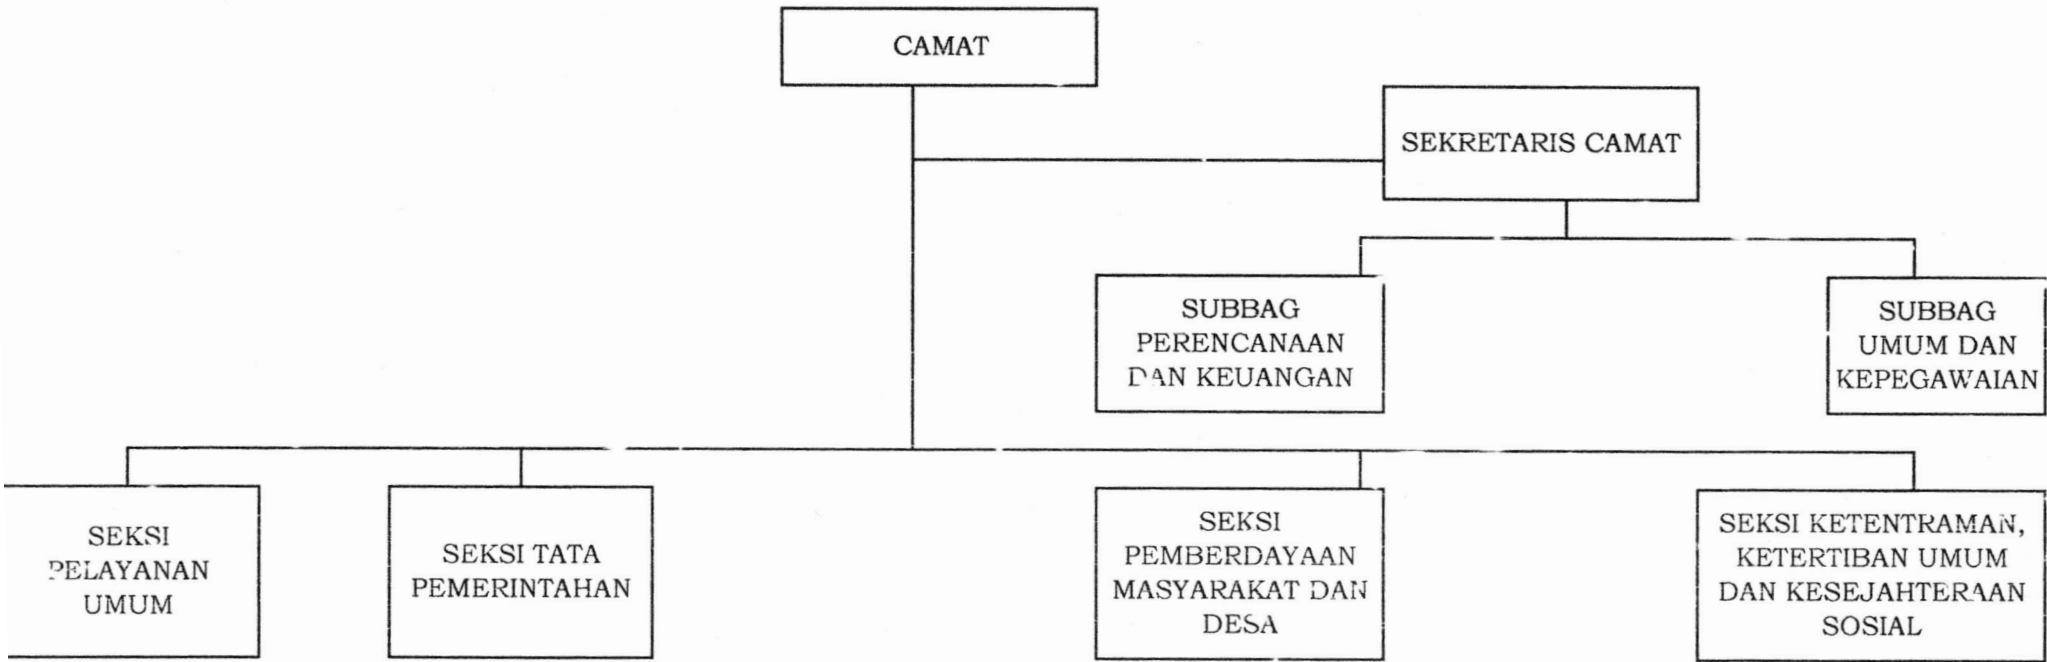 CAMAT
SEKRETARIS CAMAT
SUBBAG
PERENCANAAN
DAN KEUANGAN
SUBBAG
UMUM DAN
KEPEGAWAIAN
SEKSI
PELAYANAN
UMUM
SEKSI TATA
PEMERINTAHAN
SEKSI
PEMBERDAYAAN
MASYARAKAT DAN
DESA
SEKSI KETENTRAMAN,
KETERTIBAN UMUM
DAN KESEJAHTERAAN
SOSIAL